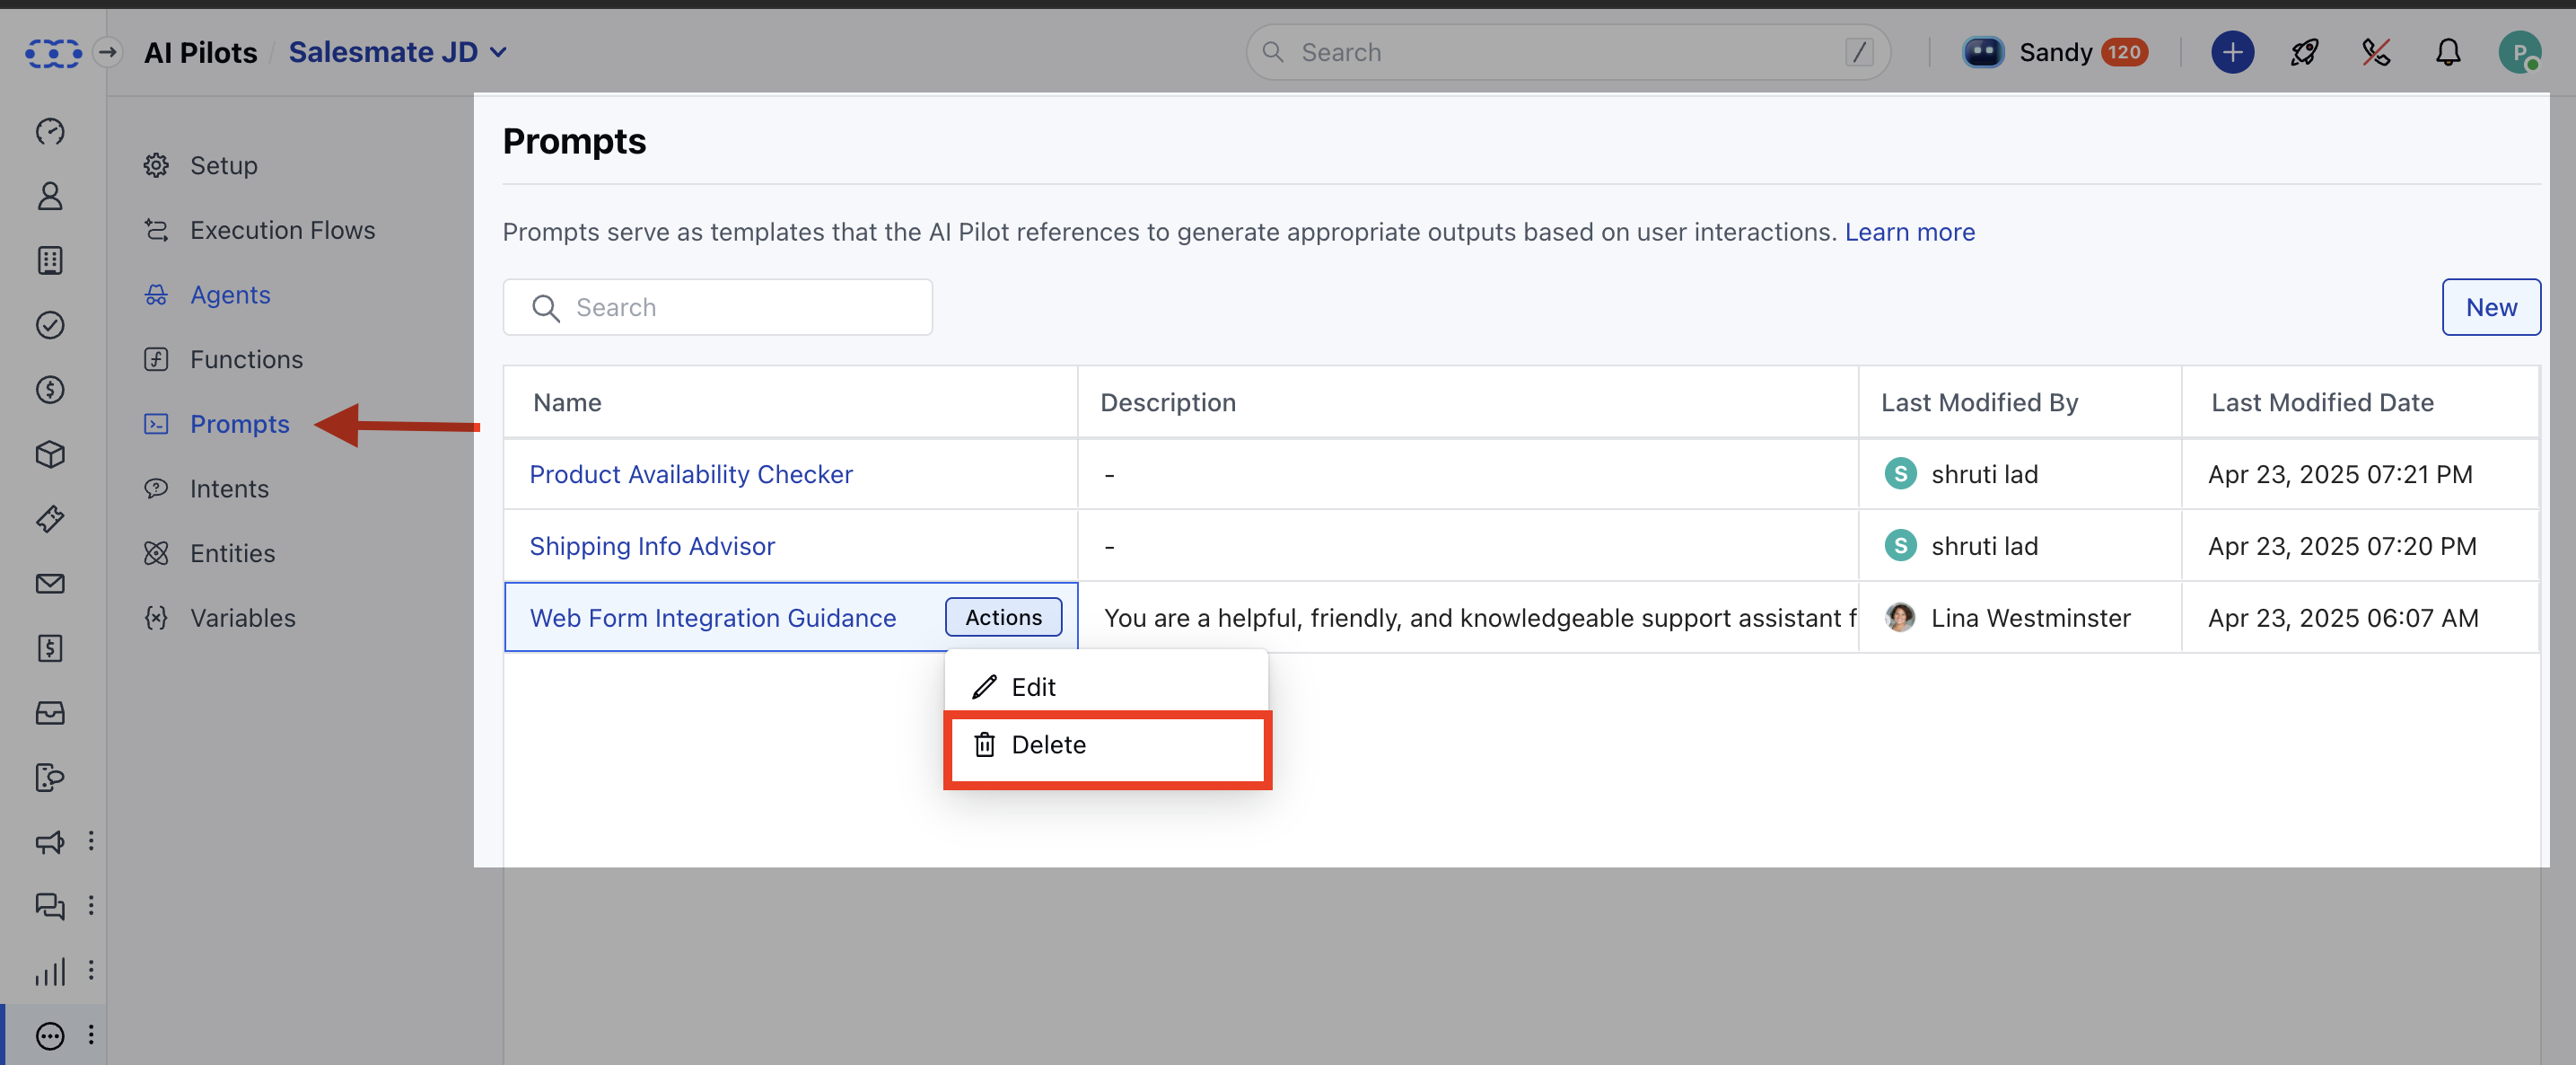 AI Pilots / Salesmate JD
Search /
Sandy 120
P
Setup
Execution Flows
Agents
Functions
Prompts
Intents
Entities
Variables
Prompts
Prompts serve as templates that the AI Pilot references to generate appropriate outputs based on user interactions. Learn more
Search
New
Name Description Last Modified By Last Modified Date
Product Availability Checker - S shruti lad Apr 23, 2025 07:21 PM
Shipping Info Advisor - S shruti lad Apr 23, 2025 07:20 PM
Web Form Integration Guidance Actions You are a helpful, friendly, and knowledgeable support assistant f Lina Westminster Apr 23, 2025 06:07 AM
Edit
Delete